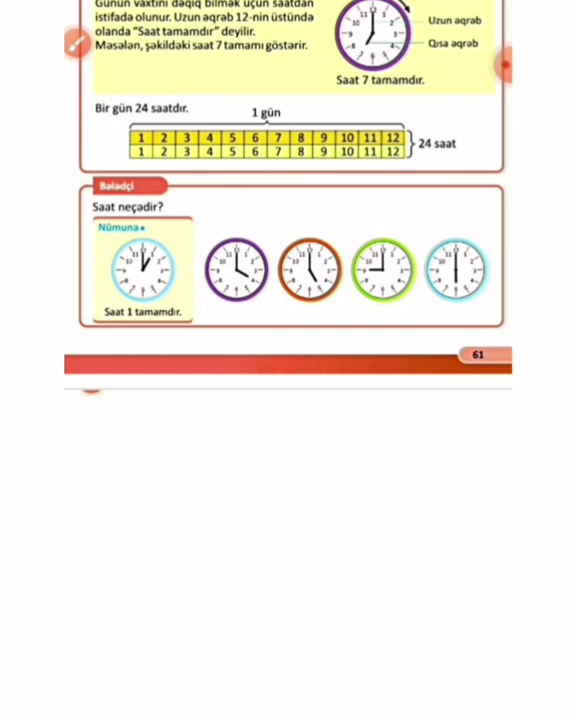 Günün vaxtını dəqiq bilmək üçün saatdan
istifadə olunur. Uzun əqrəb 12-nin üstündə
olanda "Saat tamamdır" deyilir.
Məsələn, şəkildəki saat 7 tamamı göstərir.
Uzun əqrəb
Qısa əqrəb
Saat 7 tamamdır.
Bir gün 24 saatdır.
1 gün
1 2 3 4 5 6 7 8 9 10 11 12
1 2 3 4 5 6 7 8 9 10 11 12
24 saat
Bələdçi
Saat neçədir?
Nümunə
Saat 1 tamamdır.
61